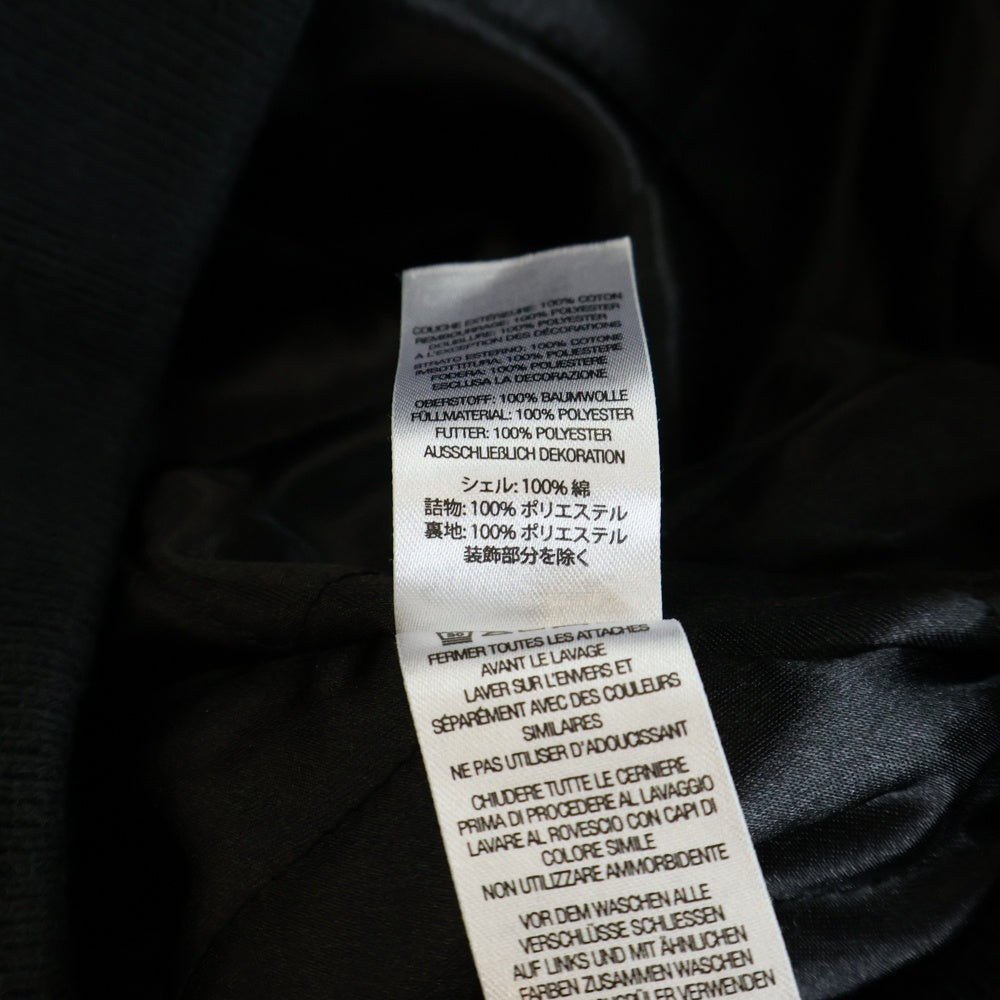 COUCHE EXTÉRIEURE: 100% COTON
REMBOURRAGE: 100% POLYESTER
DOUBLURE: 100% POLYESTER
A L'EXCEPTION DES DÉCORATIONS
STRATO ESTERNO: 100% COTONE
IMBOTTITURA: 100% POLIESTERE
FODERA: 100% POLIESTERE
ESCLUSA LA DECORAZIONE
OBERSTOFF: 100% BAUMWOLLE
FÜLLMATERIAL: 100% POLYESTER
FUTTER: 100% POLYESTER
AUSSCHLIEßLICH DEKORATION
シェル: 100% 綿
詰物: 100% ポリエステル
裏地: 100% ポリエステル
装飾部分を除く
FERMER TOUTES LES ATTACHES
AVANT LE LAVAGE
LAVER SUR L'ENVERS ET
SÉPARÉMENT AVEC DES COULEURS
SIMILAIRES
NE PAS UTILISER D'ADOUCISSANT
CHIUDERE TUTTE LE CERNIERE
PRIMA DI PROCEDERE AL LAVAGGIO
LAVARE AL ROVESCIO CON CAPI DI
COLORE SIMILE
NON UTILIZZARE AMMORBIDENTE
VOR DEM WASCHEN ALLE
VERSCHLÜSSE SCHLIESSEN
AUF LINKS UND MIT ÄHNLICHEN
FARBEN ZUSAMMEN WASCHEN
VERWENDEN